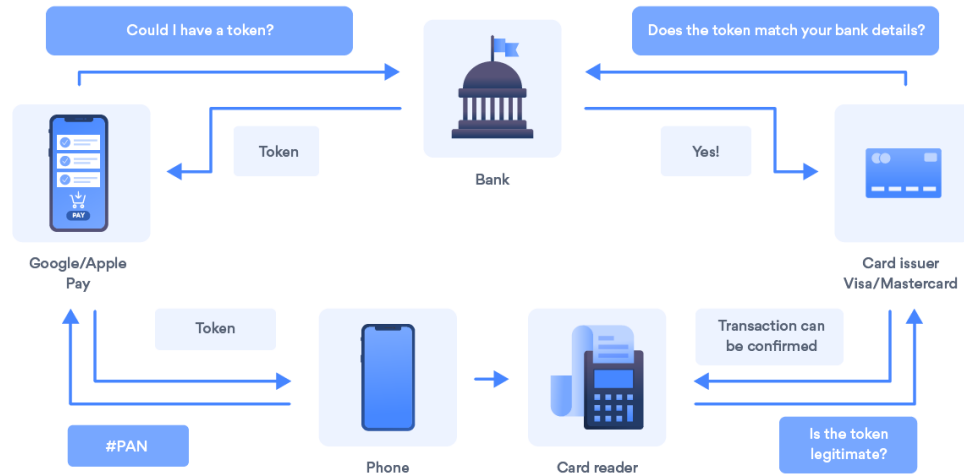 Could I have a token?
Does the token match your bank details?
Token
Yes!
Bank
PAY
Google/Apple
Pay
Card issuer
Visa/Mastercard
Token
Transaction can
be confirmed
#PAN
Is the token
legitimate?
Phone
Card reader